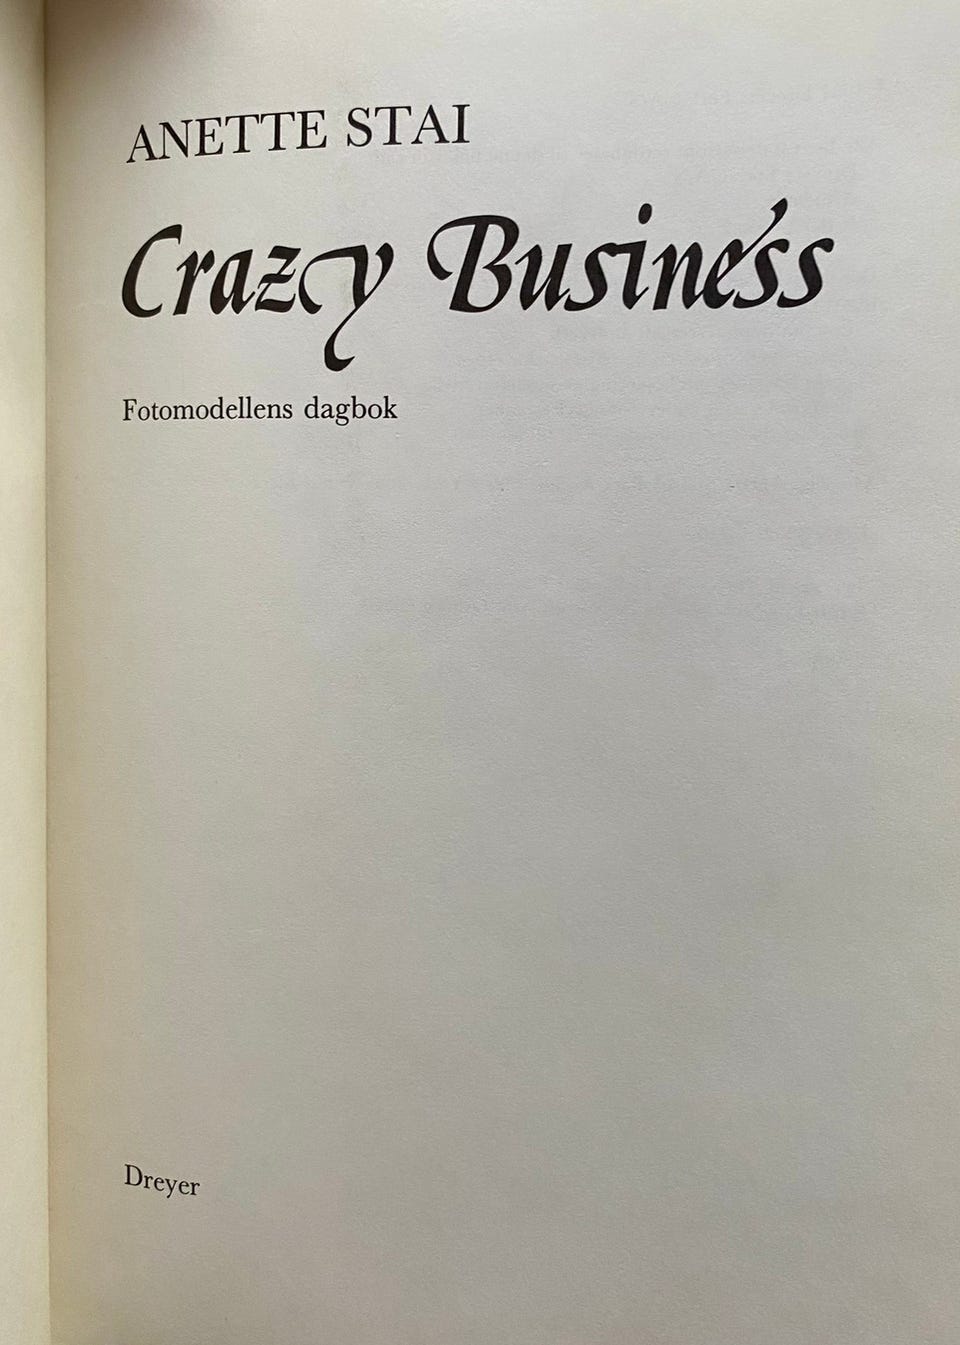 ANETTE STAI
Crazy Business
Fotomodellens dagbok
Dreyer